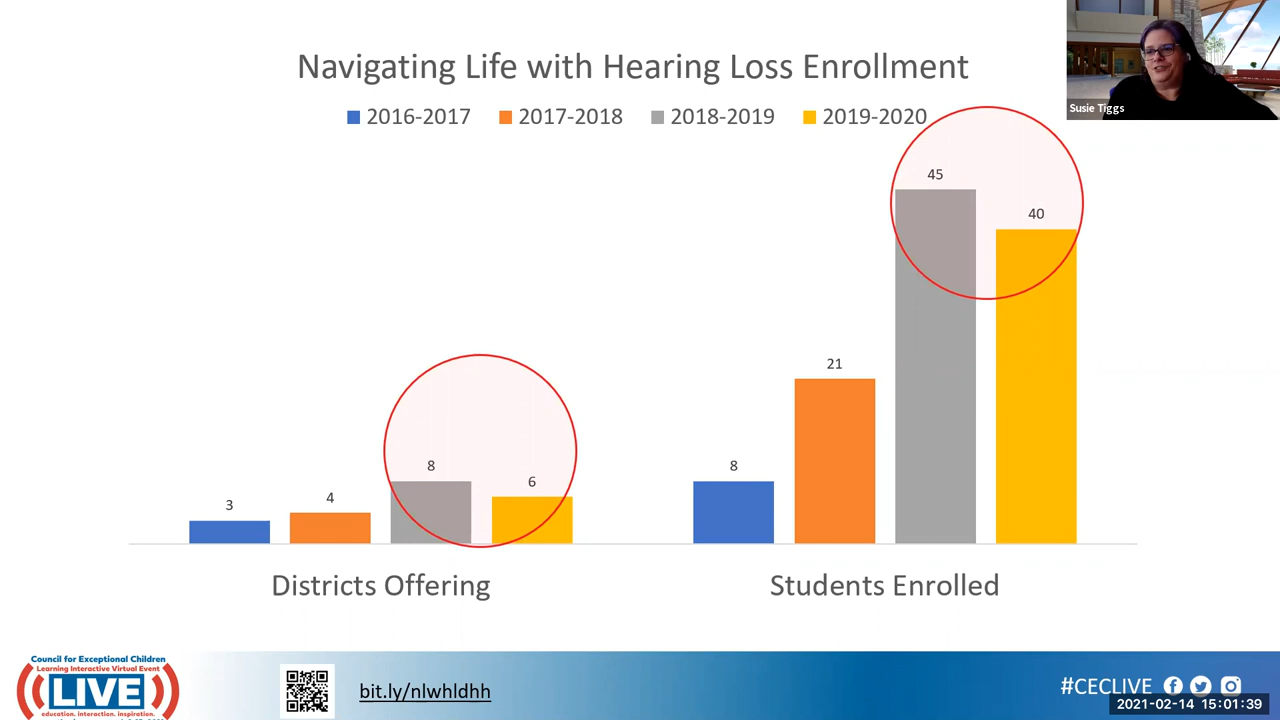 Navigating Life with Hearing Loss Enrollment
2016-2017 2017-2018 2018-2019 2019-2020
Susie Tiggs
3
4
8
6
8
21
45
40
Districts Offering
Students Enrolled
Council for Exceptional Children
Learning Interactive Virtual Event
LIVE
education. interaction. inspiration.
bit.ly/nlwhldhh
#CECLIVE
2021-02-14 15:01:39